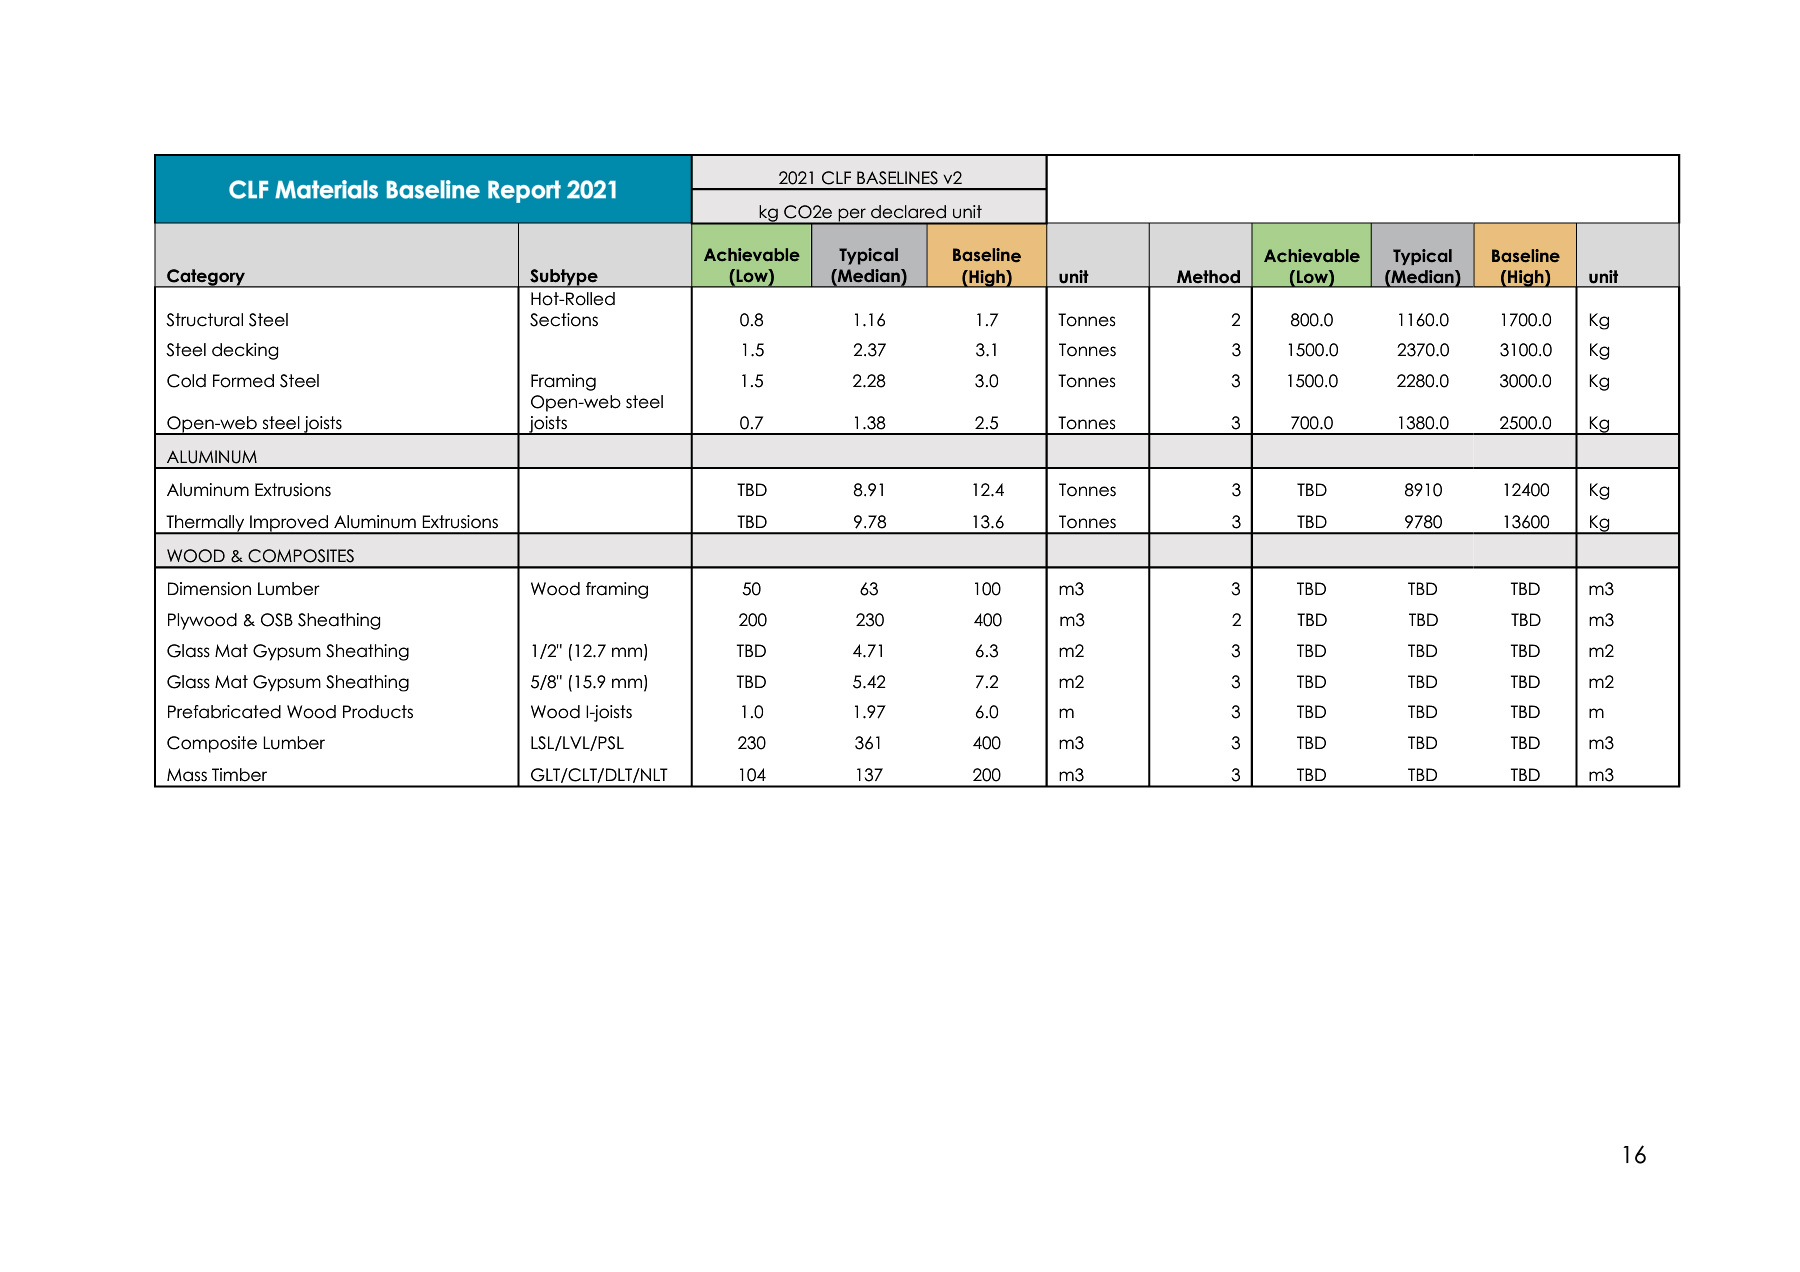 CLF Materials Baseline Report 2021
2021 CLF BASELINES v2
kg CO2e per declared unit
Category Subtype Achievable (Low) Typical (Median) Baseline (High) unit Method Achievable (Low) Typical (Median) Baseline (High) unit
Structural Steel Hot-Rolled Sections 0.8 1.16 1.7 Tonnes 2 800.0 1160.0 1700.0 Kg
Steel decking 1.5 2.37 3.1 Tonnes 3 1500.0 2370.0 3100.0 Kg
Cold Formed Steel Framing 1.5 2.28 3.0 Tonnes 3 1500.0 2280.0 3000.0 Kg
Open-web steel joists Open-web steel joists 0.7 1.38 2.5 Tonnes 3 700.0 1380.0 2500.0 Kg
ALUMINUM
Aluminum Extrusions TBD 8.91 12.4 Tonnes 3 TBD 8910 12400 Kg
Thermally Improved Aluminum Extrusions TBD 9.78 13.6 Tonnes 3 TBD 9780 13600 Kg
WOOD & COMPOSITES
Dimension Lumber Wood framing 50 63 100 m3 3 TBD TBD TBD m3
Plywood & OSB Sheathing 200 230 400 m3 2 TBD TBD TBD m3
Glass Mat Gypsum Sheathing 1/2" (12.7 mm) TBD 4.71 6.3 m2 3 TBD TBD TBD m2
Glass Mat Gypsum Sheathing 5/8" (15.9 mm) TBD 5.42 7.2 m2 3 TBD TBD TBD m2
Prefabricated Wood Products Wood I-joists 1.0 1.97 6.0 m 3 TBD TBD TBD m
Composite Lumber LSL/LVL/PSL 230 361 400 m3 3 TBD TBD TBD m3
Mass Timber GLT/CLT/DLT/NLT 104 137 200 m3 3 TBD TBD TBD m3
16